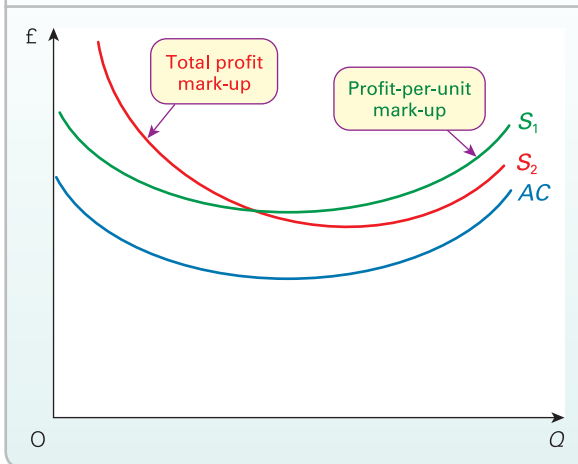 £
Total profit
mark-up
Profit-per-unit
mark-up
S₁
S₂
AC
O
Q